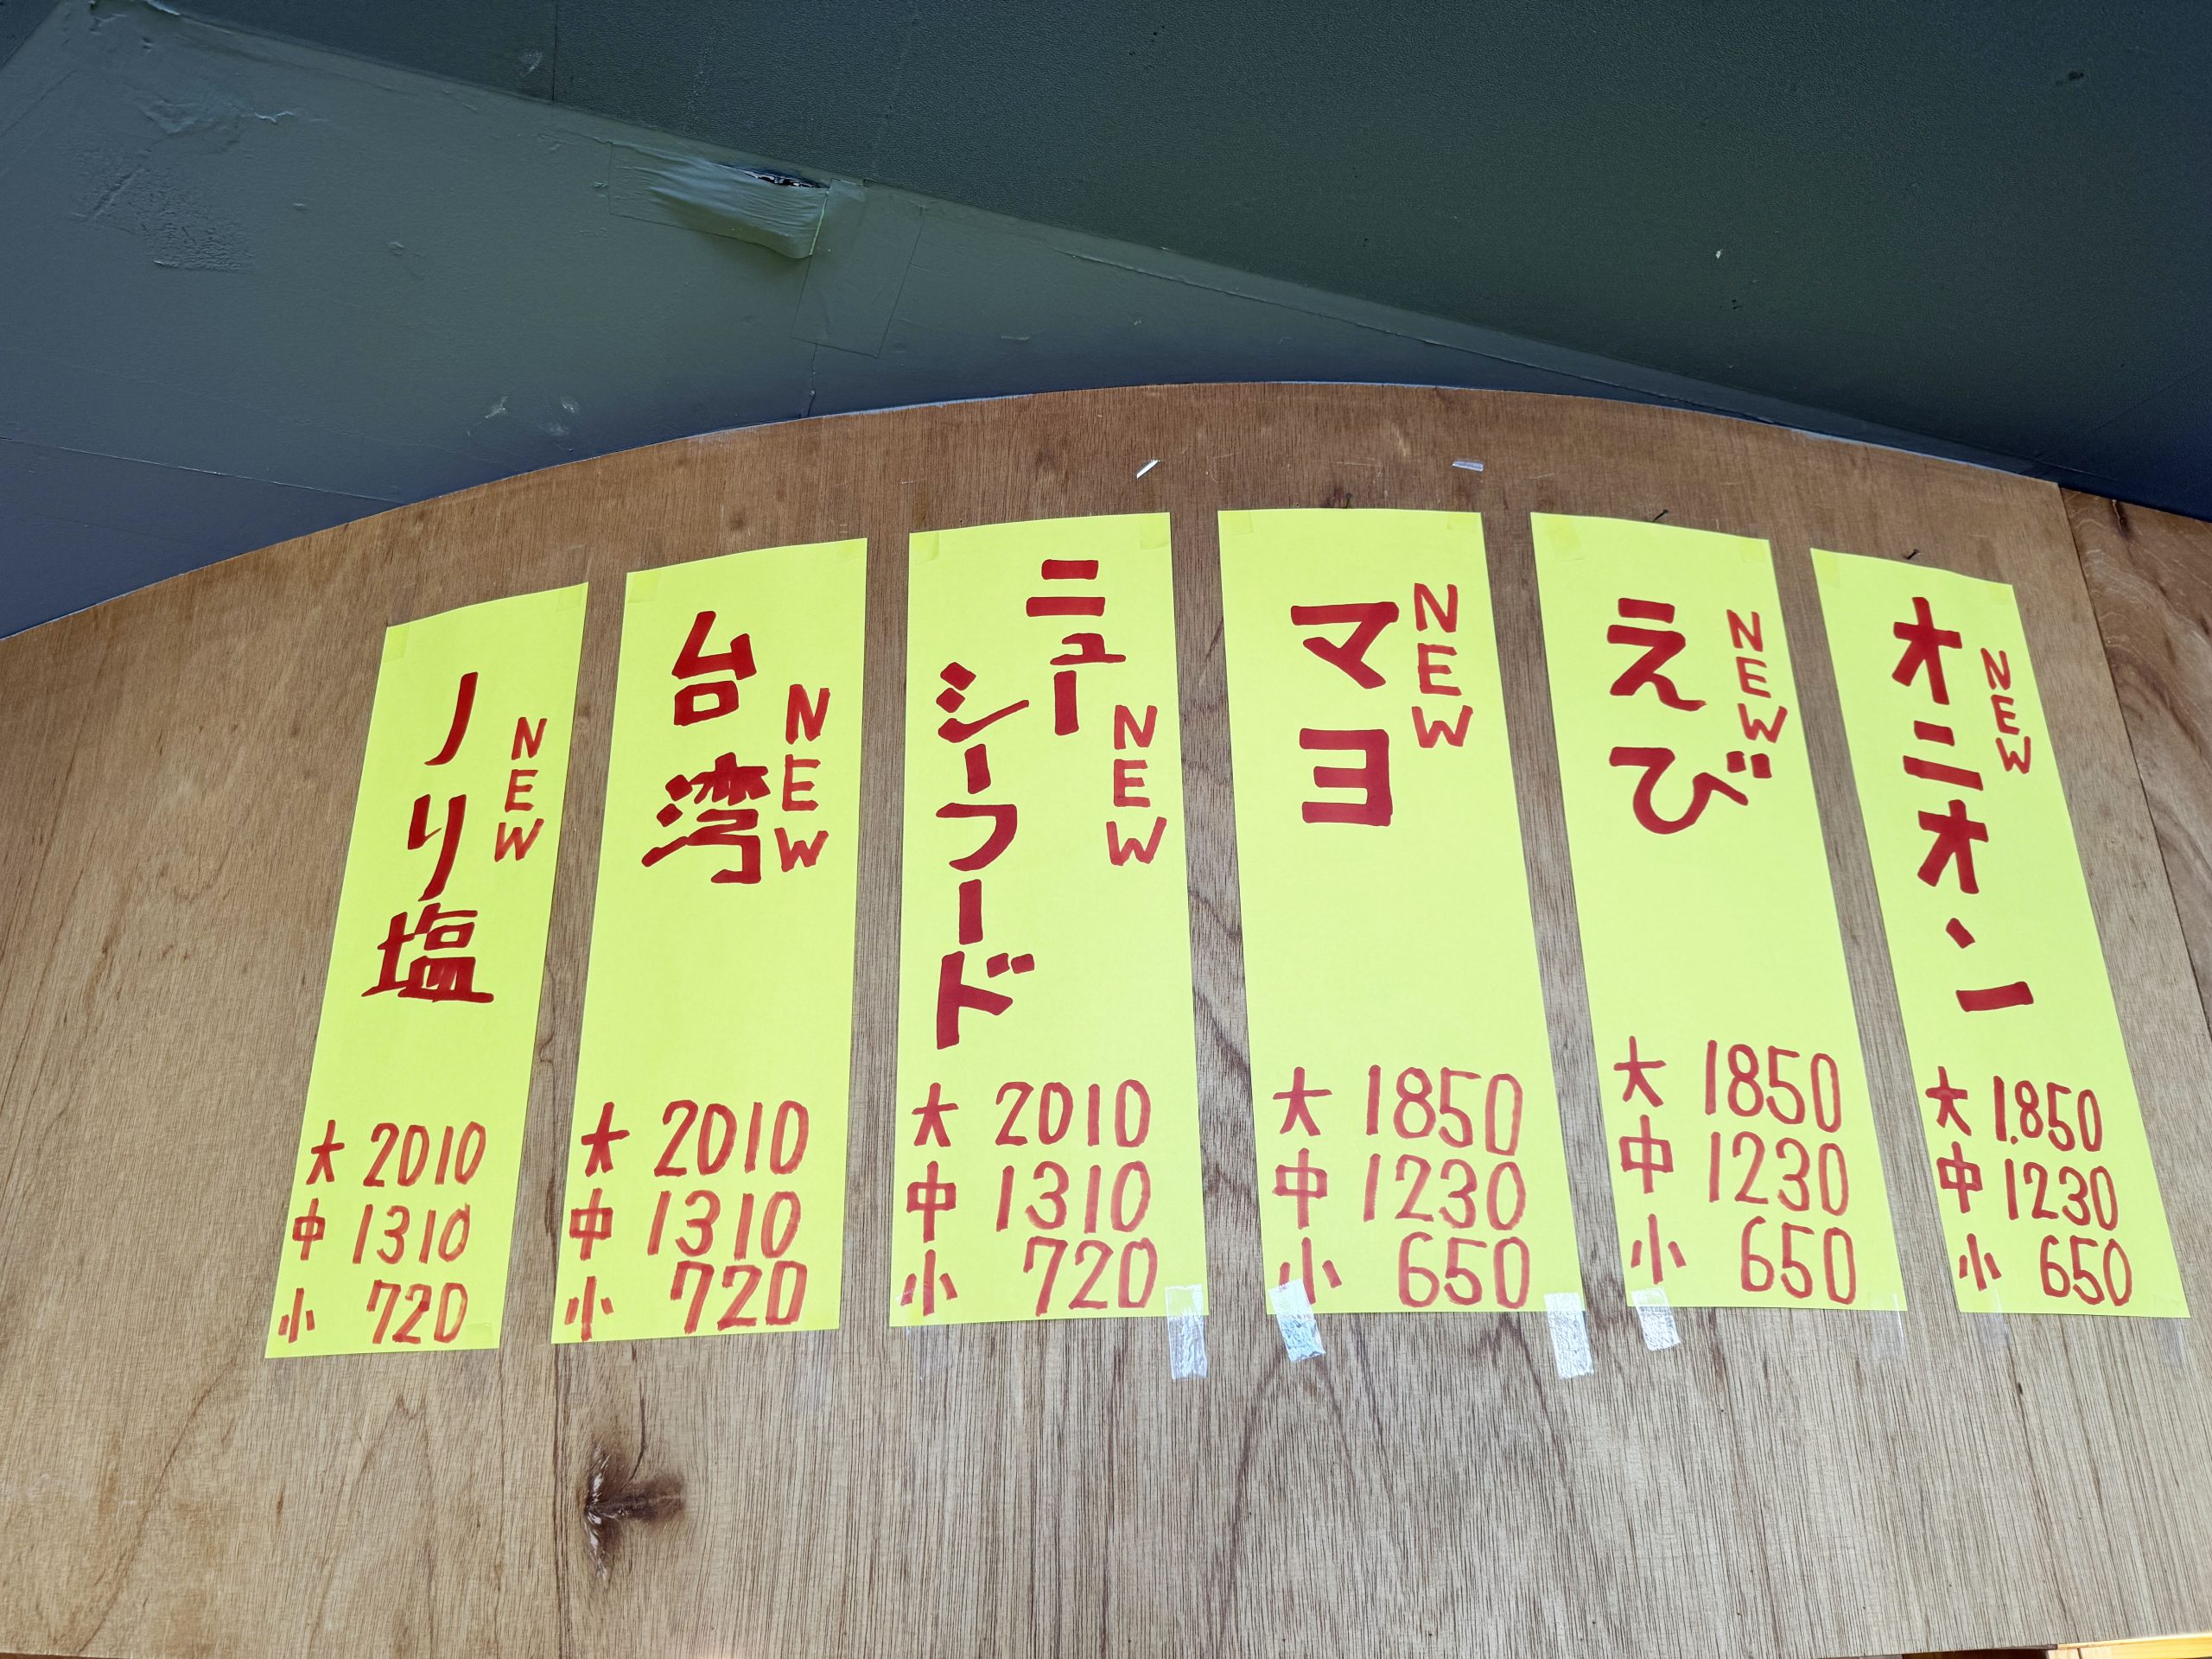 オニオン
NEW
大 1,850
中 1230
小 650
えび
NEW
大 1850
中 1230
小 650
マヨ
NEW
大 1850
中 1230
小 650
ニュー
シーフード
NEW
大 2010
中 1310
小 720
台湾
NEW
大 2010
中 1310
小 720
ノリ塩
NEW
大 2010
中 1310
小 720